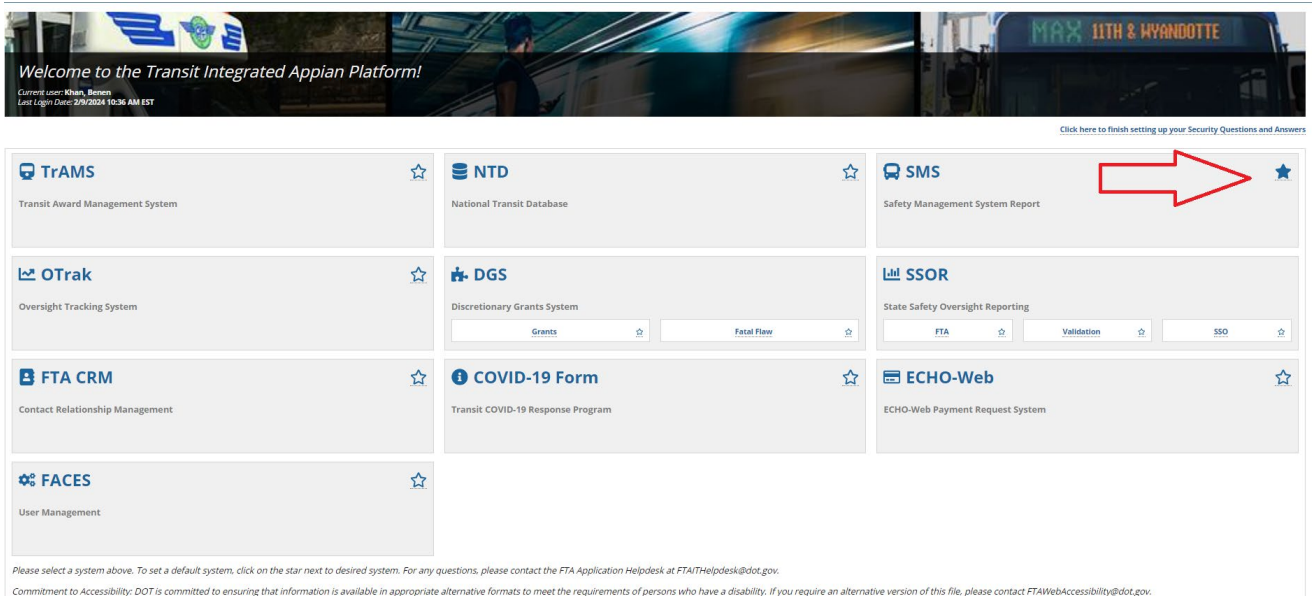 MAX 11TH & WYANDOTTE
Welcome to the Transit Integrated Appian Platform!
Current user: Khan, Benen
Last Login Date: 2/9/2024 10:36 AM EST
Click here to finish setting up your Security Questions and Answers
TrAMS
Transit Award Management System
NTD
National Transit Database
SMS
Safety Management System Report
OTrak
Oversight Tracking System
DGS
Discretionary Grants System
Grants
Fatal Flaw
SSOR
State Safety Oversight Reporting
FTA
Validation
SSO
FTA CRM
Contact Relationship Management
COVID-19 Form
Transit COVID-19 Response Program
ECHO-Web
ECHO-Web Payment Request System
FACES
User Management
Please select a system above. To set a default system, click on the star next to desired system. For any questions, please contact the FTA Application Helpdesk at FTAITHelpdesk@dot.gov.
Commitment to Accessibility: DOT is committed to ensuring that information is available in appropriate alternative formats to meet the requirements of persons who have a disability. If you require an alternative version of this file, please contact FTAWebAccessibility@dot.gov.